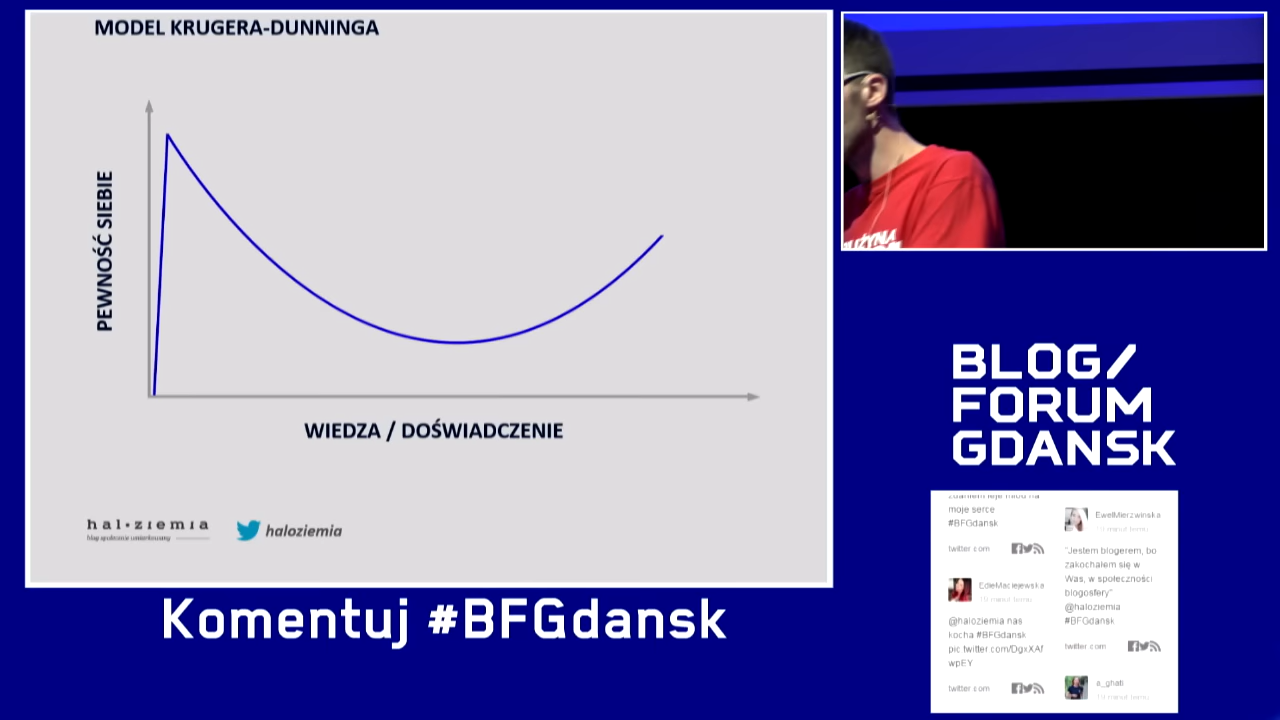 MODEL KRUGERA-DUNNINGA
PEWNOŚĆ SIEBIE
WIEDZA / DOŚWIADCZENIE
hal•ziemia
haloziemia
Komentuj #BFGdansk
BLOG/
FORUM
GDANSK
moje serce
#BFGdansk
twitter.com
EdieMaciejewska
@haloziemia nas
kocha #BFGdansk
pic.twitter.com/DgxXAf
wpEY
twitter.com
EwelMierzwinska
"Jestem blogerem, bo
zakochałem się w
Was, w społeczności
blogosfery"
@haloziemia
#BFGdansk
twitter.com
a_ghati